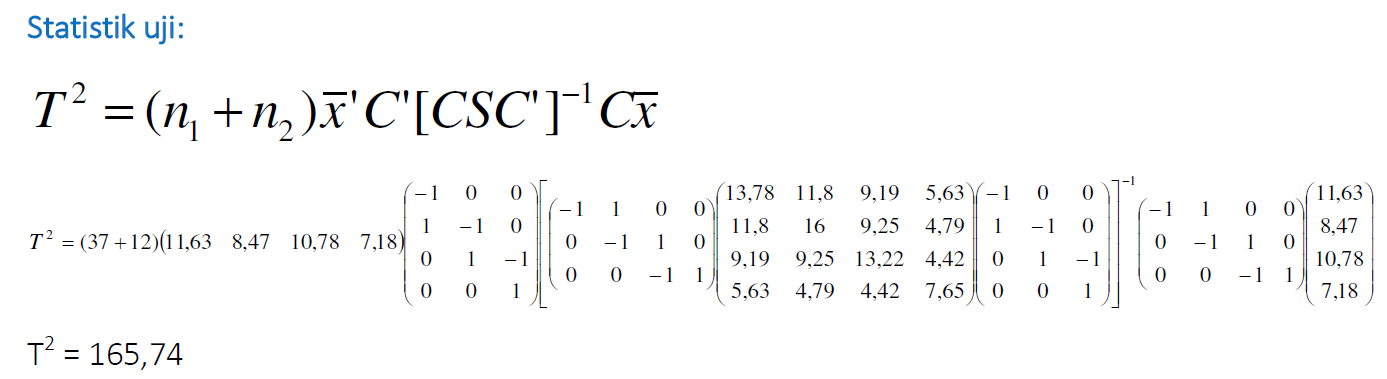 Statistik uji:
T² = (n₁ + n₂)x̄'C'[CSC']⁻¹Cx̄
T² = (37 + 12)(11,63 8,47 10,78 7,18)(−1 0 0 [(−1 1 0 0 (13,78 11,8 9,19 5,63 (−1 0 0 ]⁻¹ (−1 1 0 0 (11,63
1 −1 0 0 −1 1 0 11,8 16 9,25 4,79 1 −1 0 0 −1 1 0 8,47
0 1 −1 0 0 −1 1) 9,19 9,25 13,22 4,42 0 1 −1 0 0 −1 1) 10,78
0 0 1) 5,63 4,79 4,42 7,65) 0 0 1) 7,18)
T² = 165,74